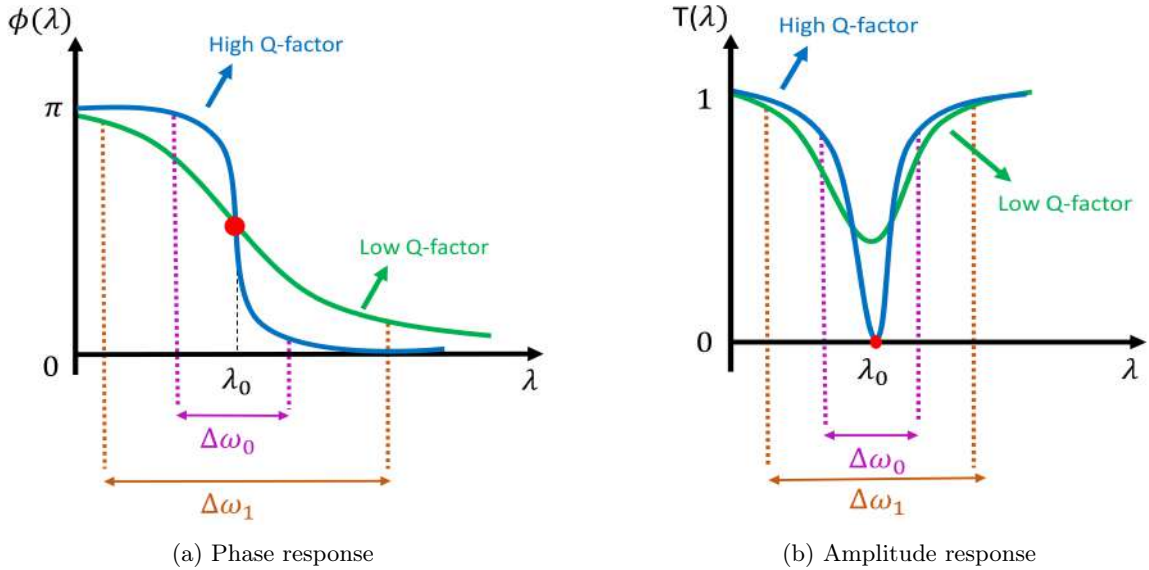 ϕ(λ)
High Q-factor
π
Low Q-factor
0
λ₀
λ
Δω₀
Δω₁
(a) Phase response
T(λ)
High Q-factor
1
Low Q-factor
0
λ₀
λ
Δω₀
Δω₁
(b) Amplitude response